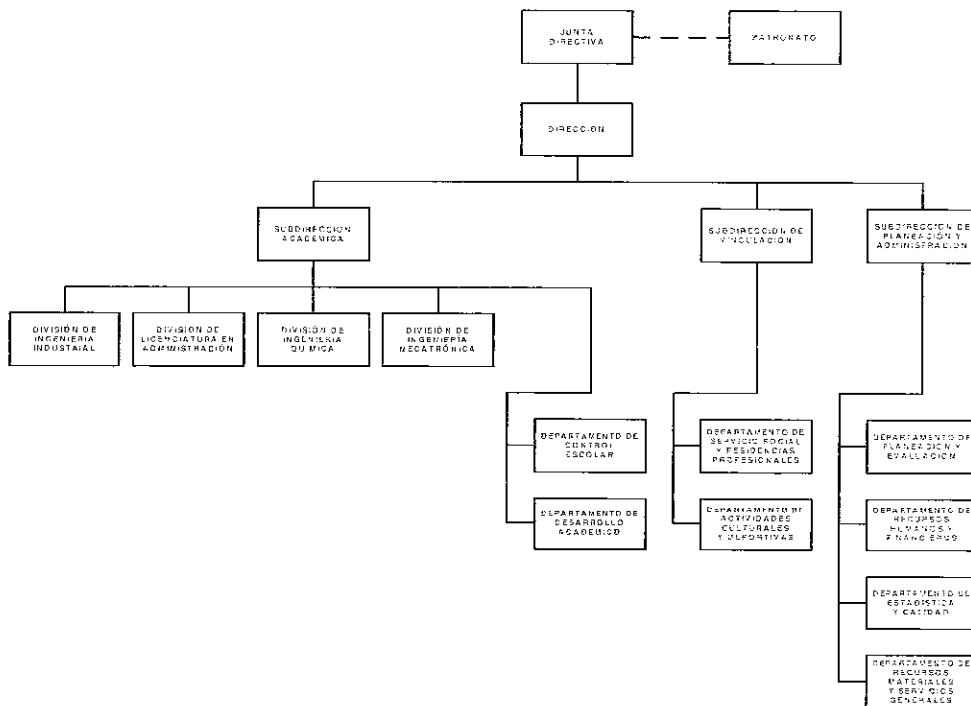 JUNTA
DIRECTIVA
PATRONATO
DIRECCIÓN
SUBDIRECCIÓN
ACADÉMICA
SUBDIRECCIÓN DE
VINCULACIÓN
SUBDIRECCIÓN DE
PLANEACIÓN Y
ADMINISTRACIÓN
DIVISIÓN DE
INGENIERÍA
INDUSTRIAL
DIVISIÓN DE
LICENCIATURA EN
ADMINISTRACIÓN
DIVISIÓN DE
INGENIERÍA
QUÍMICA
DIVISIÓN DE
INGENIERÍA
MECATRÓNICA
DEPARTAMENTO DE
CONTROL
ESCOLAR
DEPARTAMENTO DE
SERVICIO SOCIAL
Y RESIDENCIAS
PROFESIONALES
DEPARTAMENTO DE
PLANEACIÓN Y
EVALUACIÓN
DEPARTAMENTO DE
DESARROLLO
ACADÉMICO
DEPARTAMENTO DE
ACTIVIDADES
CULTURALES
Y DEPORTIVAS
DEPARTAMENTO DE
RECURSOS
HUMANOS Y
FINANCIEROS
DEPARTAMENTO DE
ESTADÍSTICA
Y CALIDAD
DEPARTAMENTO DE
RECURSOS
MATERIALES
Y SERVICIOS
GENERALES